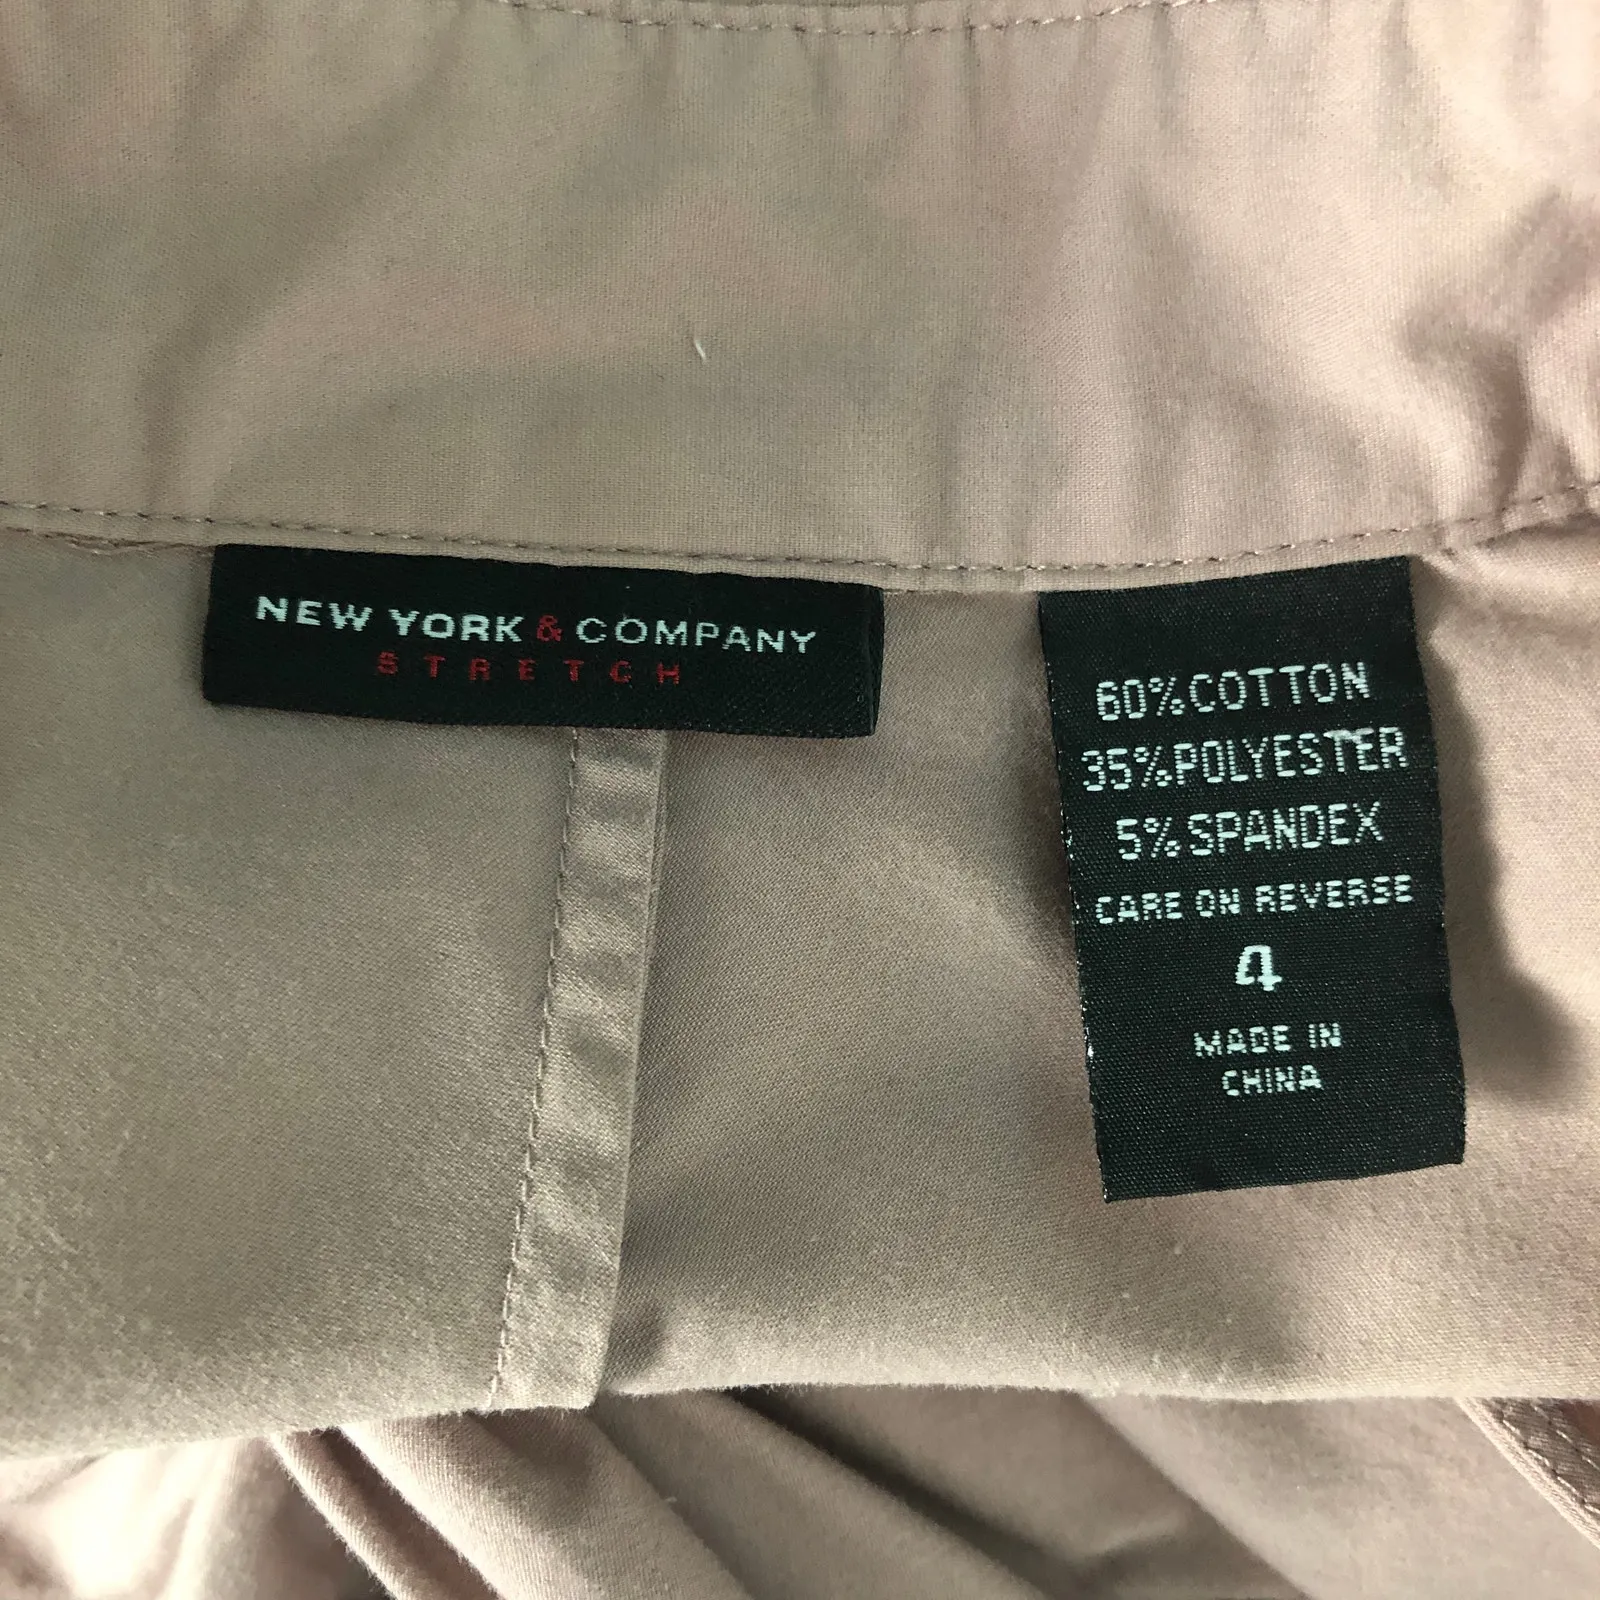 NEW YORK & COMPANY
STRETCH
60%COTTON
35%POLYESTER
5%SPANDEX
CARE ON REVERSE
4
MADE IN
CHINA